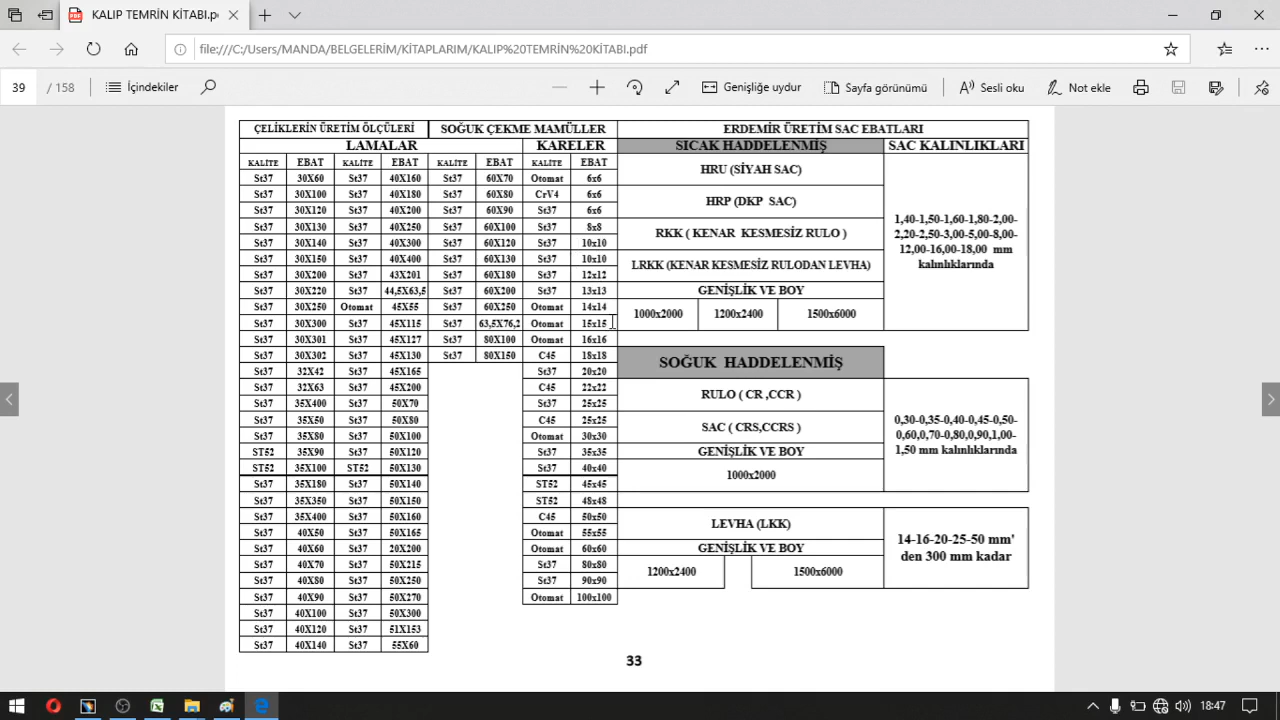 KALIP TEMRİN KİTABI.p
file:///C:/Users/MANDA/BELGELERİM/KİTAPLARIM/KALIP%20TEMRİN%20KİTABI.pdf
39 / 158 İçindekiler Genişliğe uydur Sayfa görünümü Sesli oku Not ekle
ÇELİKLERİN ÜRETİM ÖLÇÜLERİ SOĞUK ÇEKME MAMÜLLER ERDEMİR ÜRETİM SAC EBATLARI
LAMALAR KARELER SICAK HADDELENMİŞ SAC KALINLIKLARI
KALİTE EBAT KALİTE EBAT KALİTE EBAT KALİTE EBAT
St37 30X60 St37 40X160 St37 60X70 Otomat 6x6
St37 30X100 St37 40X180 St37 60X80 CrV4 6x6
St37 30X120 St37 40X200 St37 60X90 St37 6x6
St37 30X130 St37 40X250 St37 60X100 St37 8x8
St37 30X140 St37 40X300 St37 60X120 St37 10x10
St37 30X150 St37 40X400 St37 60X130 St37 10x10
St37 30X200 St37 43X201 St37 60X180 St37 12x12
St37 30X220 St37 44,5X63,5 St37 60X200 St37 13x13
St37 30X250 Otomat 45X55 St37 60X250 Otomat 14x14
St37 30X300 St37 45X115 St37 63,5X76,2 Otomat 15x15
St37 30X301 St37 45X127 St37 80X100 Otomat 16x16
St37 30X302 St37 45X130 St37 80X150 C45 18x18
St37 32X42 St37 45X165 St37 20x20
St37 32X63 St37 45X200 C45 22x22
St37 35X400 St37 50X70 St37 25x25
St37 35X50 St37 50X80 C45 25x25
St37 35X80 St37 50X100 Otomat 30x30
ST52 35X90 St37 50X120 St37 35x35
ST52 35X100 ST52 50X130 St37 40x40
St37 35X180 St37 50X140 ST52 45x45
St37 35X350 St37 50X150 ST52 48x48
St37 35X400 St37 50X160 C45 50x50
St37 40X50 St37 50X165 Otomat 55x55
St37 40X60 St37 20X200 Otomat 60x60
St37 40X70 St37 50X215 St37 80x80
St37 40X80 St37 50X250 St37 90x90
St37 40X90 St37 50X270 Otomat 100x100
St37 40X100 St37 50X300
St37 40X120 St37 51X153
St37 40X140 St37 55X60
HRU (SİYAH SAC)
HRP (DKP SAC)
RKK ( KENAR KESMESİZ RULO )
LRKK (KENAR KESMESİZ RULODAN LEVHA)
GENİŞLİK VE BOY
1000x2000 1200x2400 1500x6000
1,40-1,50-1,60-1,80-2,00-
2,20-2,50-3,00-5,00-8,00-
12,00-16,00-18,00 mm
kalınlıklarında
SOĞUK HADDELENMİŞ
RULO ( CR ,CCR )
SAC ( CRS,CCRS )
GENİŞLİK VE BOY
1000x2000
0,30-0,35-0,40-0,45-0,50-
0,60,0,70-0,80,0,90,1,00-
1,50 mm kalınlıklarında
LEVHA (LKK)
GENİŞLİK VE BOY
1200x2400 1500x6000
14-16-20-25-50 mm'
den 300 mm kadar
33
18:47